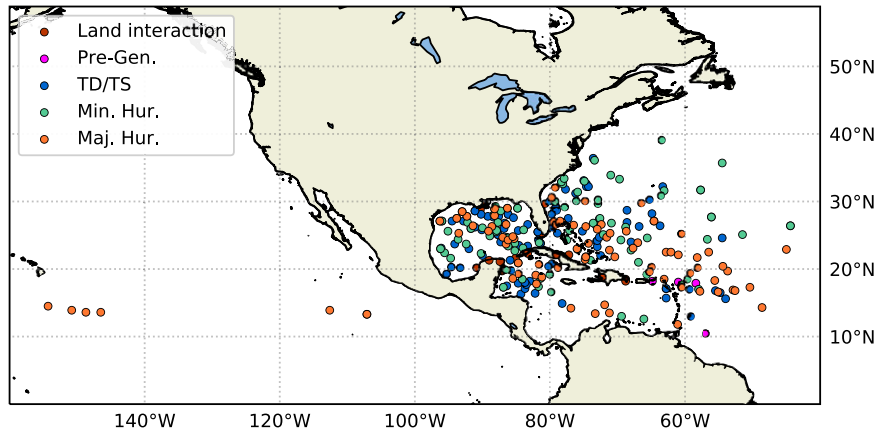 Land interaction
Pre-Gen.
TD/TS
Min. Hur.
Maj. Hur.
50°N
40°N
30°N
20°N
10°N
140°W 120°W 100°W 80°W 60°W